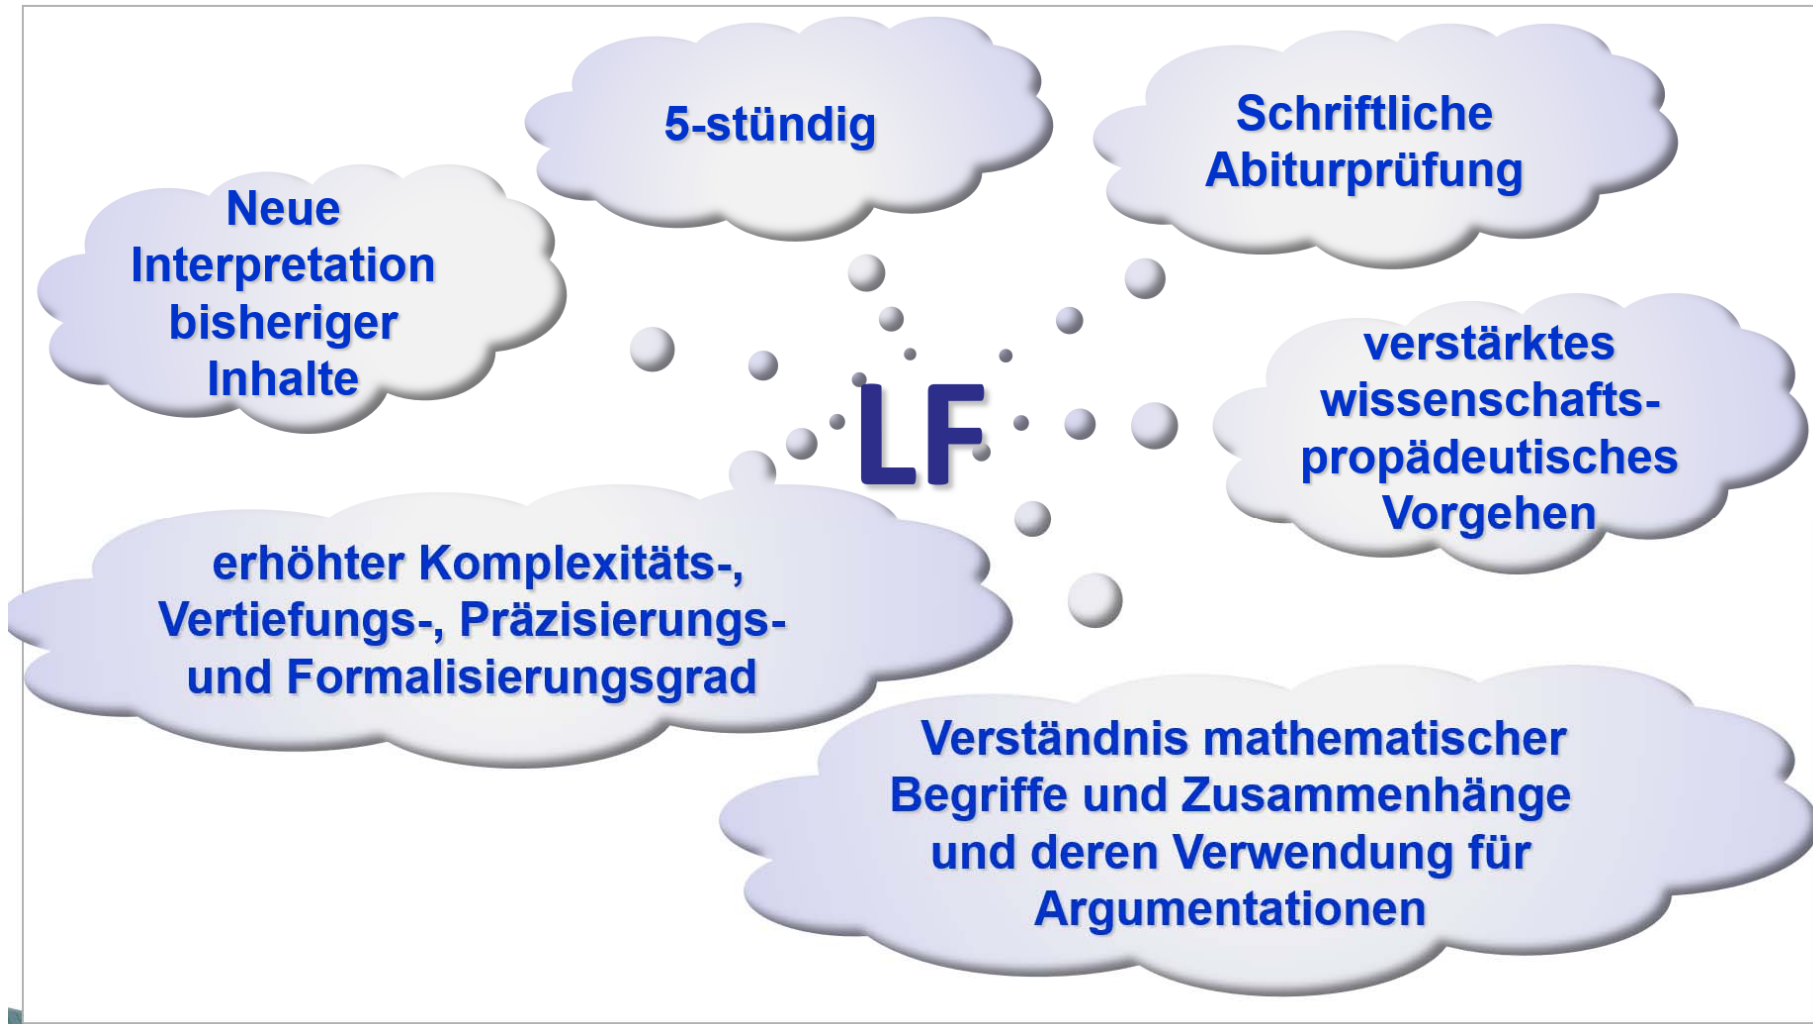 5-stündig
Schriftliche
Abiturprüfung
Neue
Interpretation
bisheriger
Inhalte
verstärktes
wissenschafts-
propädeutisches
Vorgehen
LF
erhöhter Komplexitäts-,
Vertiefungs-, Präzisierungs-
und Formalisierungsgrad
Verständnis mathematischer
Begriffe und Zusammenhänge
und deren Verwendung für
Argumentationen